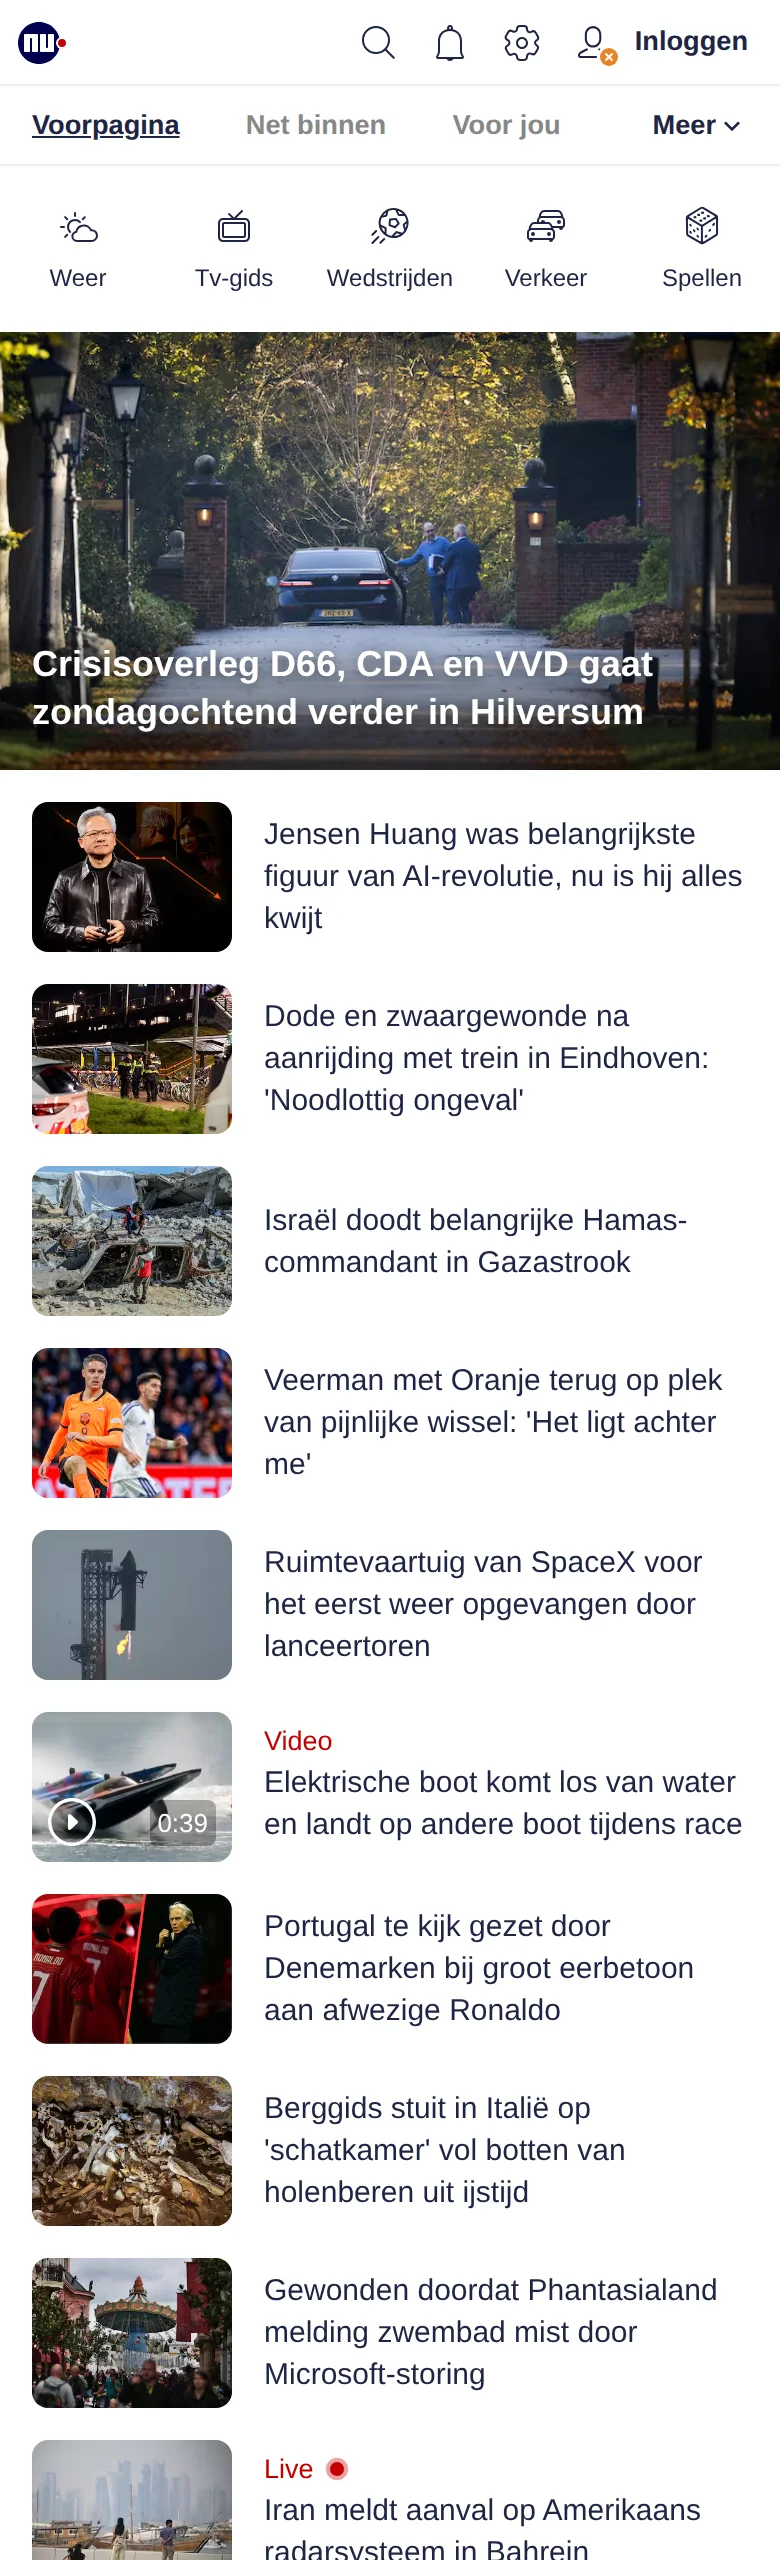 nu
Inloggen
Voorpagina Net binnen Voor jou Meer
Weer Tv-gids Wedstrijden Verkeer Spellen
Crisisoverleg D66, CDA en VVD gaat
zondagochtend verder in Hilversum
Jensen Huang was belangrijkste
figuur van AI-revolutie, nu is hij alles
kwijt
Dode en zwaargewonde na
aanrijding met trein in Eindhoven:
'Noodlottig ongeval'
Israël doodt belangrijke Hamas-
commandant in Gazastrook
Veerman met Oranje terug op plek
van pijnlijke wissel: 'Het ligt achter
me'
Ruimtevaartuig van SpaceX voor
het eerst weer opgevangen door
lanceertoren
0:39
Video
Elektrische boot komt los van water
en landt op andere boot tijdens race
RONALDO
7
RONALDO
7
Portugal te kijk gezet door
Denemarken bij groot eerbetoon
aan afwezige Ronaldo
Berggids stuit in Italië op
'schatkamer' vol botten van
holenberen uit ijstijd
Gewonden doordat Phantasialand
melding zwembad mist door
Microsoft-storing
Live
Iran meldt aanval op Amerikaans
radarsysteem in Bahrein